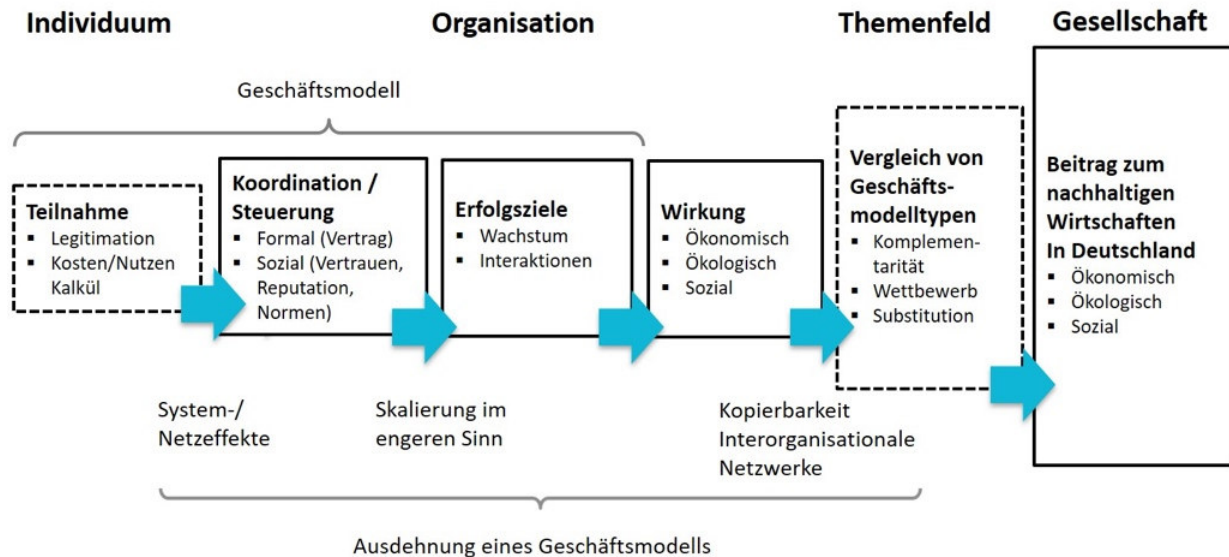 Individuum
Organisation
Themenfeld
Gesellschaft
Geschäftsmodell
Teilnahme
▪ Legitimation
▪ Kosten/Nutzen
Kalkül
Koordination /
Steuerung
▪ Formal (Vertrag)
▪ Sozial (Vertrauen,
Reputation,
Normen)
Erfolgsziele
▪ Wachstum
▪ Interaktionen
Wirkung
▪ Ökonomisch
▪ Ökologisch
▪ Sozial
Vergleich von
Geschäfts-
modelltypen
▪ Komplemen-
tarität
▪ Wettbewerb
▪ Substitution
Beitrag zum
nachhaltigen
Wirtschaften
In Deutschland
▪ Ökonomisch
▪ Ökologisch
▪ Sozial
System-/
Netzeffekte
Skalierung im
engeren Sinn
Kopierbarkeit
Interorganisationale
Netzwerke
Ausdehnung eines Geschäftsmodells